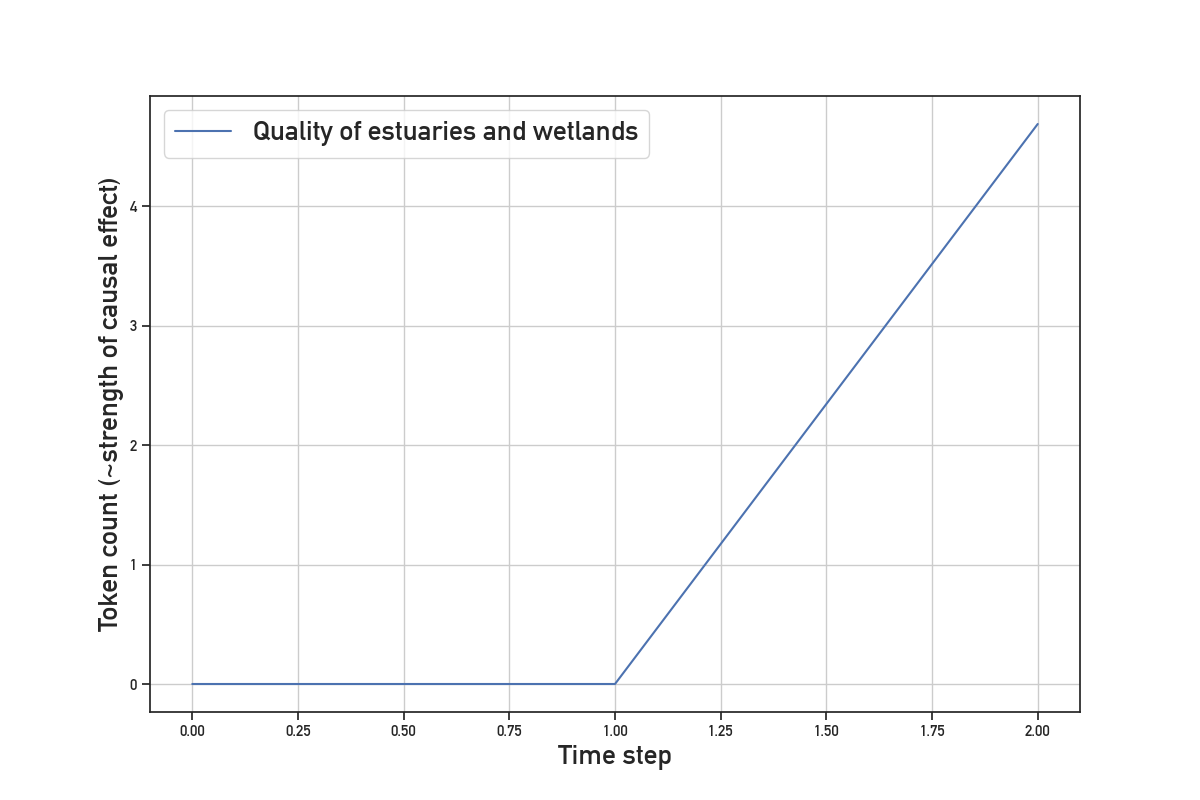 Quality of estuaries and wetlands
Token count (~strength of causal effect)
4
3
2
1
0
0.00 0.25 0.50 0.75 1.00 1.25 1.50 1.75 2.00
Time step